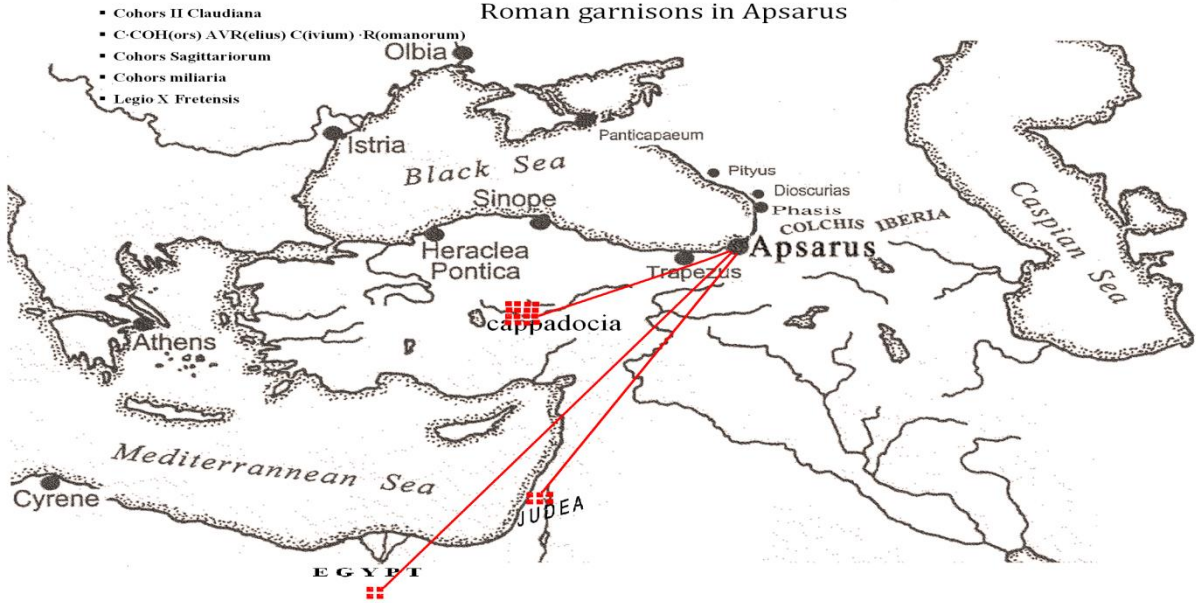 Roman garnisons in Apsarus
▪ Cohors II Claudiana
▪ C·COH(ors) AVR(elius) C(ivium) ·R(omanorum)
▪ Cohors Sagittariorum
▪ Cohors miliaria
▪ Legio X Fretensis
Olbia
Istria
Panticapaeum
Black Sea
Pityus
Dioscurias
Phasis
COLCHIS IBERIA
Caspian Sea
Sinope
Heraclea
Pontica
Trapezus
Apsarus
cappadocia
Athens
Mediterrannean Sea
Cyrene
JUDEA
EGYPT